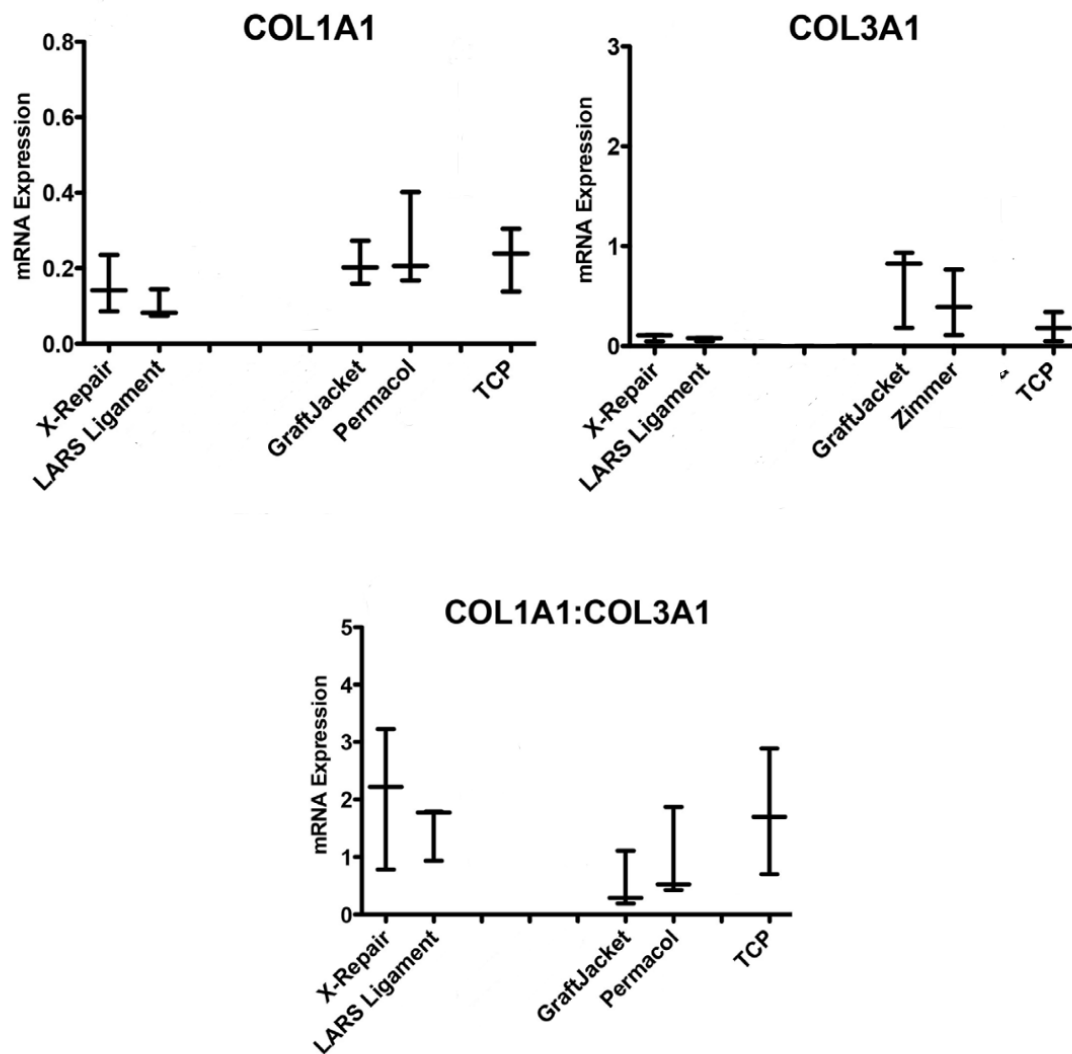 COL1A1
mRNA Expression
0.8
0.6
0.4
0.2
0.0
X-Repair
LARS Ligament
GraftJacket
Permacol
TCP
COL3A1
mRNA Expression
3
2
1
0
X-Repair
LARS Ligament
GraftJacket
Zimmer
TCP
COL1A1:COL3A1
mRNA Expression
5
4
3
2
1
0
X-Repair
LARS Ligament
GraftJacket
Permacol
TCP